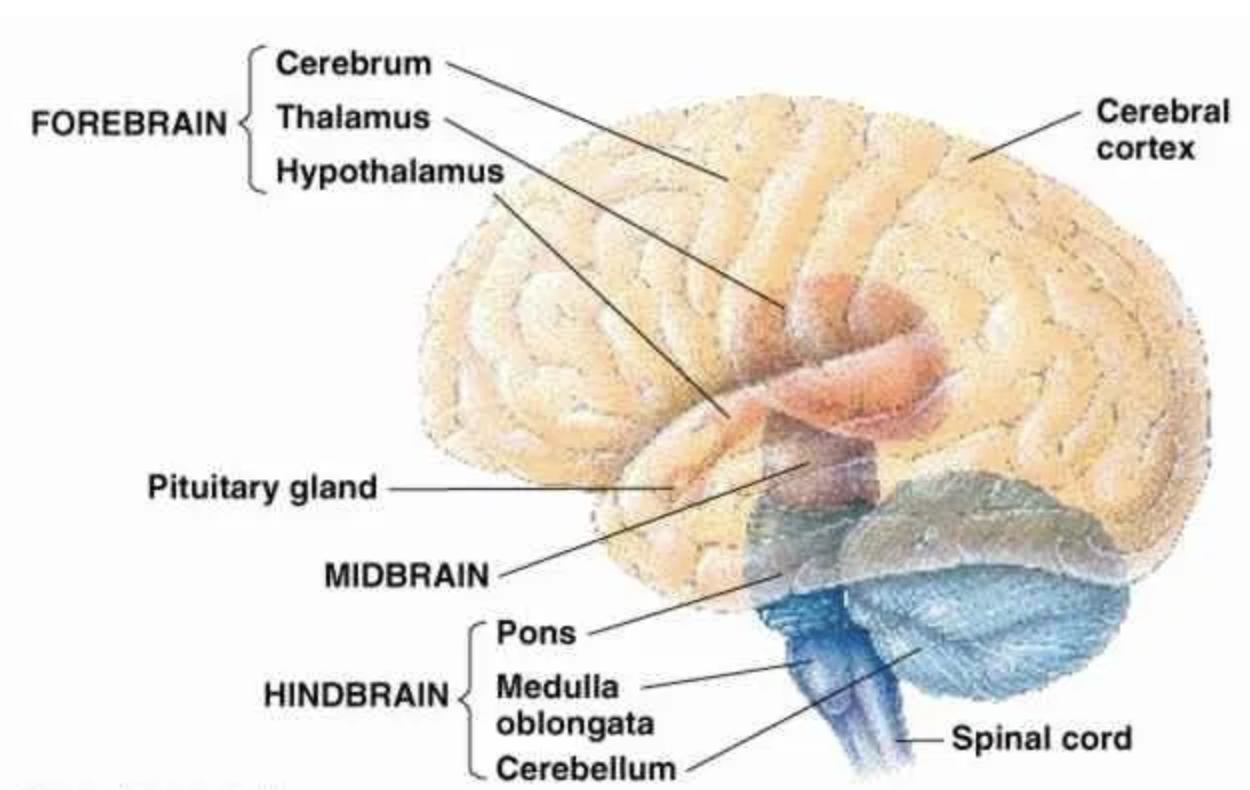 Cerebrum
Thalamus
Hypothalamus
FOREBRAIN
Cerebral
cortex
Pituitary gland
MIDBRAIN
HINDBRAIN
Pons
Medulla
oblongata
Cerebellum
Spinal cord